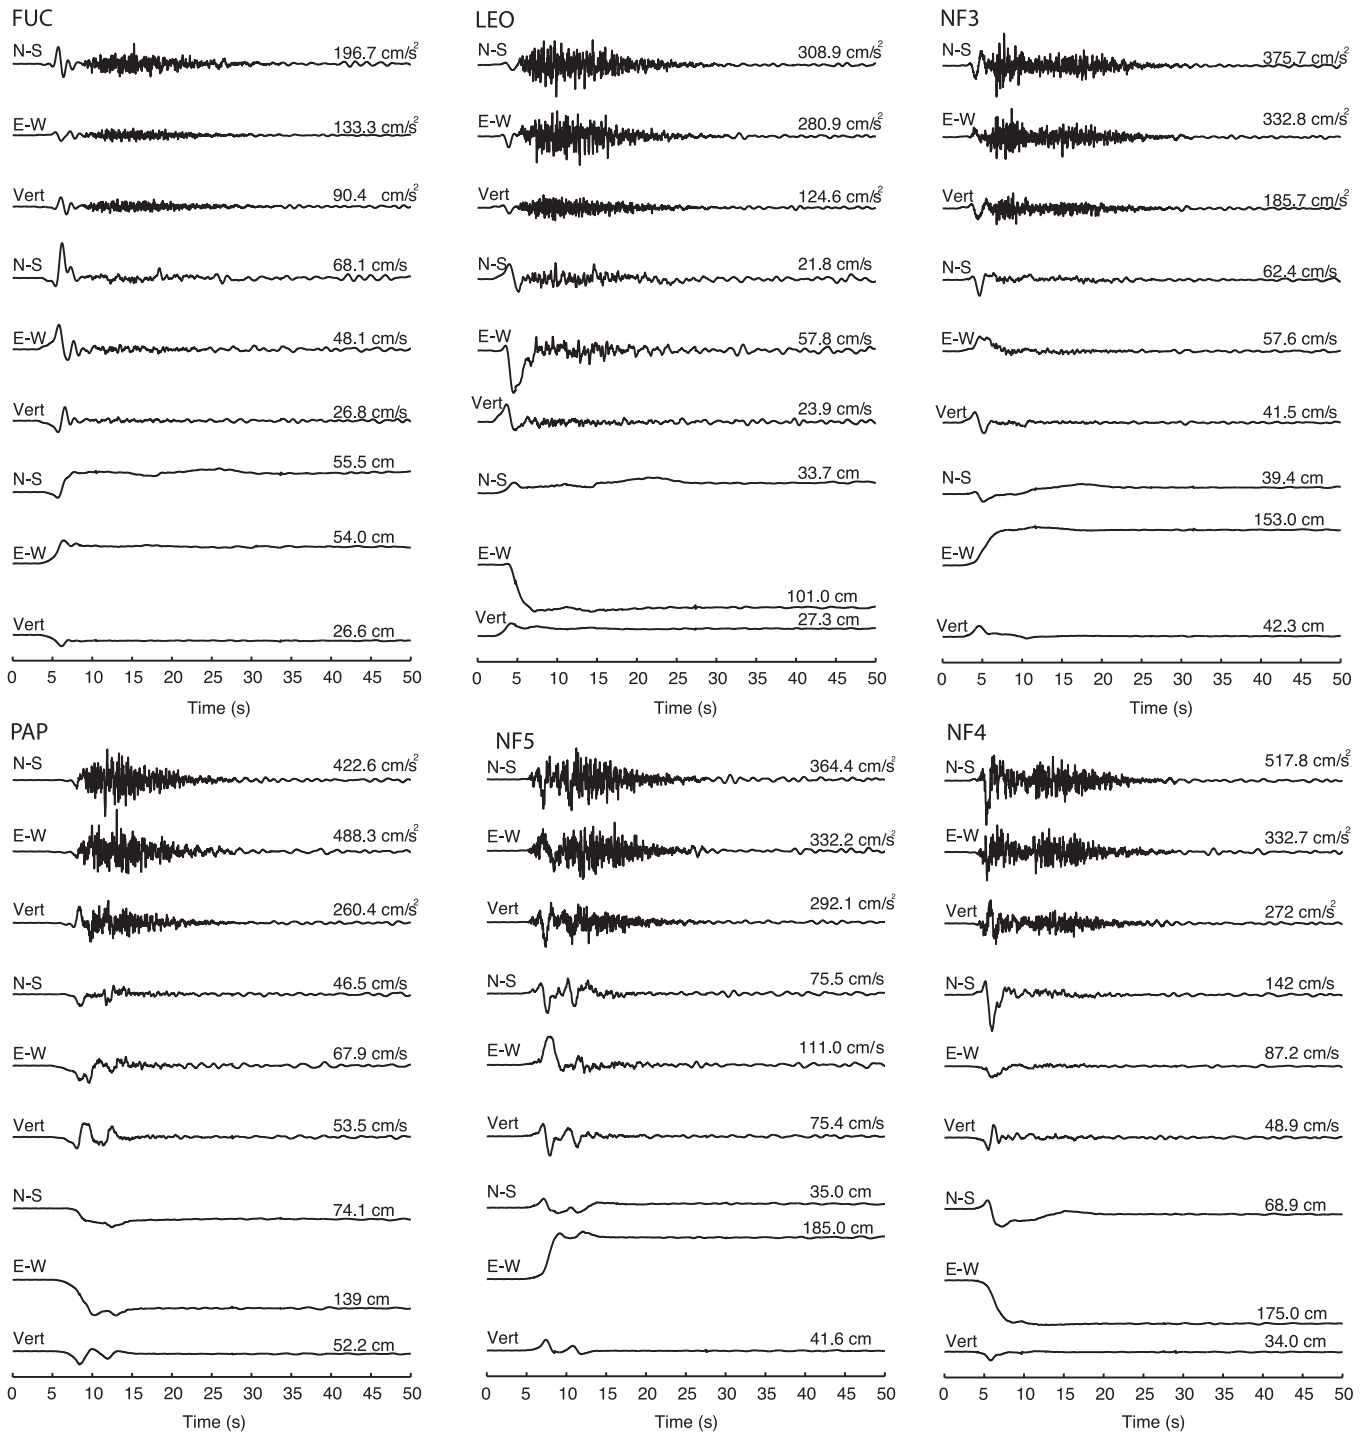 FUC
N-S 196.7 cm/s²
E-W 133.3 cm/s²
Vert 90.4 cm/s²
N-S 68.1 cm/s
E-W 48.1 cm/s
Vert 26.8 cm/s
N-S 55.5 cm
E-W 54.0 cm
Vert 26.6 cm
0 5 10 15 20 25 30 35 40 45 50
Time (s)
LEO
N-S 308.9 cm/s²
E-W 280.9 cm/s²
Vert 124.6 cm/s²
N-S 21.8 cm/s
E-W 57.8 cm/s
Vert 23.9 cm/s
N-S 33.7 cm
E-W 101.0 cm
Vert 27.3 cm
0 5 10 15 20 25 30 35 40 45 50
Time (s)
NF3
N-S 375.7 cm/s²
E-W 332.8 cm/s²
Vert 185.7 cm/s²
N-S 62.4 cm/s
E-W 57.6 cm/s
Vert 41.5 cm/s
N-S 39.4 cm
E-W 153.0 cm
Vert 42.3 cm
0 5 10 15 20 25 30 35 40 45 50
Time (s)
PAP
N-S 422.6 cm/s²
E-W 488.3 cm/s²
Vert 260.4 cm/s²
N-S 46.5 cm/s
E-W 67.9 cm/s
Vert 53.5 cm/s
N-S 74.1 cm
E-W 139 cm
Vert 52.2 cm
0 5 10 15 20 25 30 35 40 45 50
Time (s)
NF5
N-S 364.4 cm/s²
E-W 332.2 cm/s²
Vert 292.1 cm/s²
N-S 75.5 cm/s
E-W 111.0 cm/s
Vert 75.4 cm/s
N-S 35.0 cm
E-W 185.0 cm
Vert 41.6 cm
0 5 10 15 20 25 30 35 40 45 50
Time (s)
NF4
N-S 517.8 cm/s²
E-W 332.7 cm/s²
Vert 272 cm/s²
N-S 142 cm/s
E-W 87.2 cm/s
Vert 48.9 cm/s
N-S 68.9 cm
E-W 175.0 cm
Vert 34.0 cm
0 5 10 15 20 25 30 35 40 45 50
Time (s)